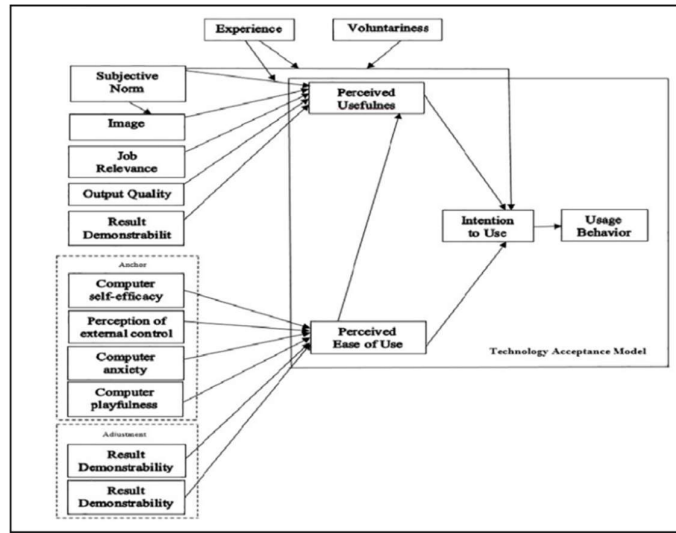 Experience
Voluntariness
Subjective
Norm
Image
Job
Relevance
Output Quality
Result
Demonstrabilit
Perceived
Usefulnes
Intention
to Use
Usage
Behavior
Anchor
Computer
self-efficacy
Perception of
external control
Computer
anxiety
Computer
playfulness
Perceived
Ease of Use
Technology Acceptance Model
Adiustment
Result
Demonstrability
Result
Demonstrability